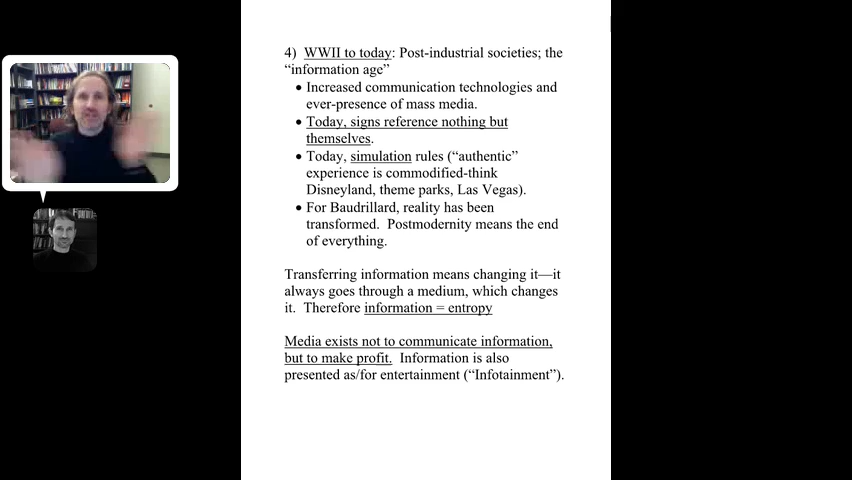 4) WWII to today: Post-industrial societies; the
“information age”
• Increased communication technologies and
ever-presence of mass media.
• Today, signs reference nothing but
themselves.
• Today, simulation rules (“authentic”
experience is commodified-think
Disneyland, theme parks, Las Vegas).
• For Baudrillard, reality has been
transformed.  Postmodernity means the end
of everything.
Transferring information means changing it—it
always goes through a medium, which changes
it.  Therefore information = entropy
Media exists not to communicate information,
but to make profit.  Information is also
presented as/for entertainment (“Infotainment”).